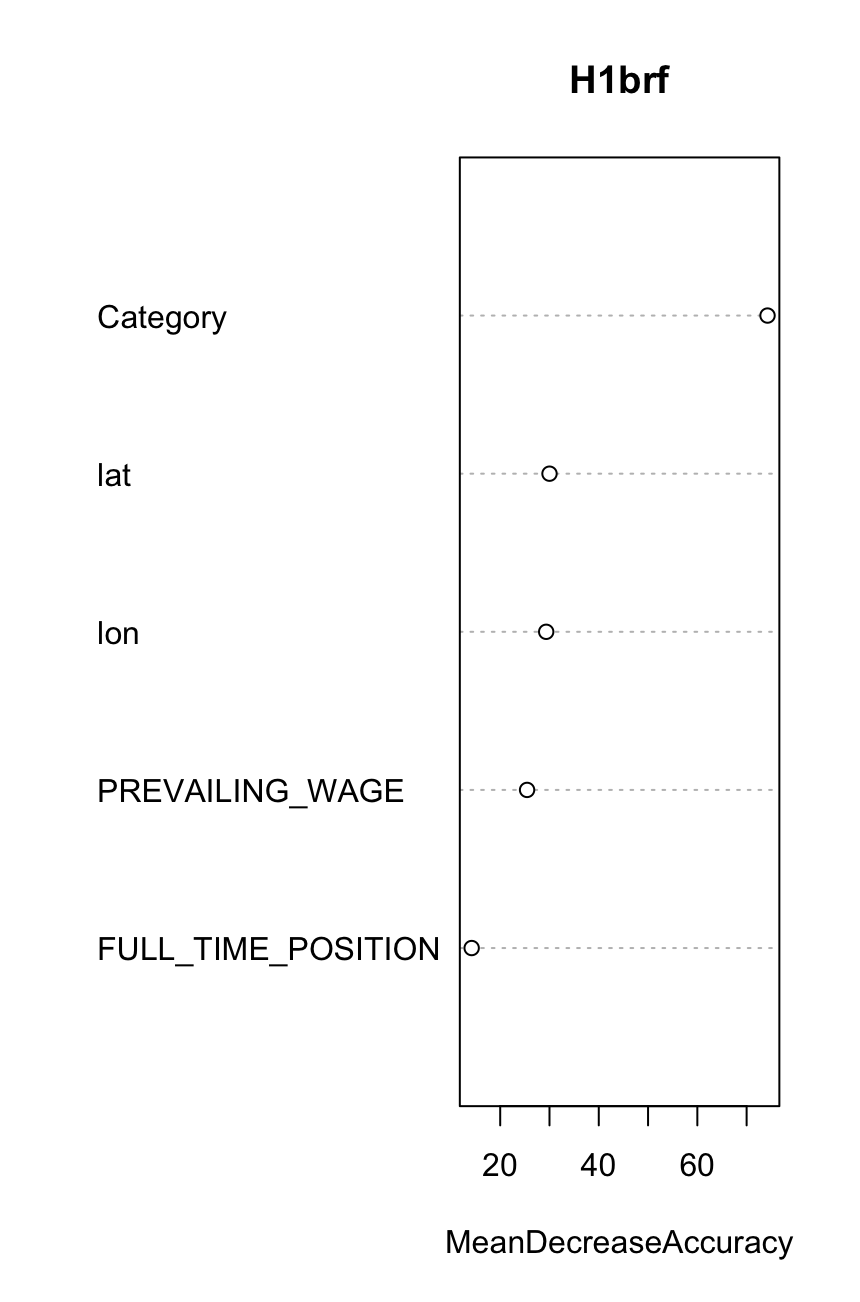 H1brf
Category
lat
lon
PREVAILING_WAGE
FULL_TIME_POSITION
20 40 60
MeanDecreaseAccuracy